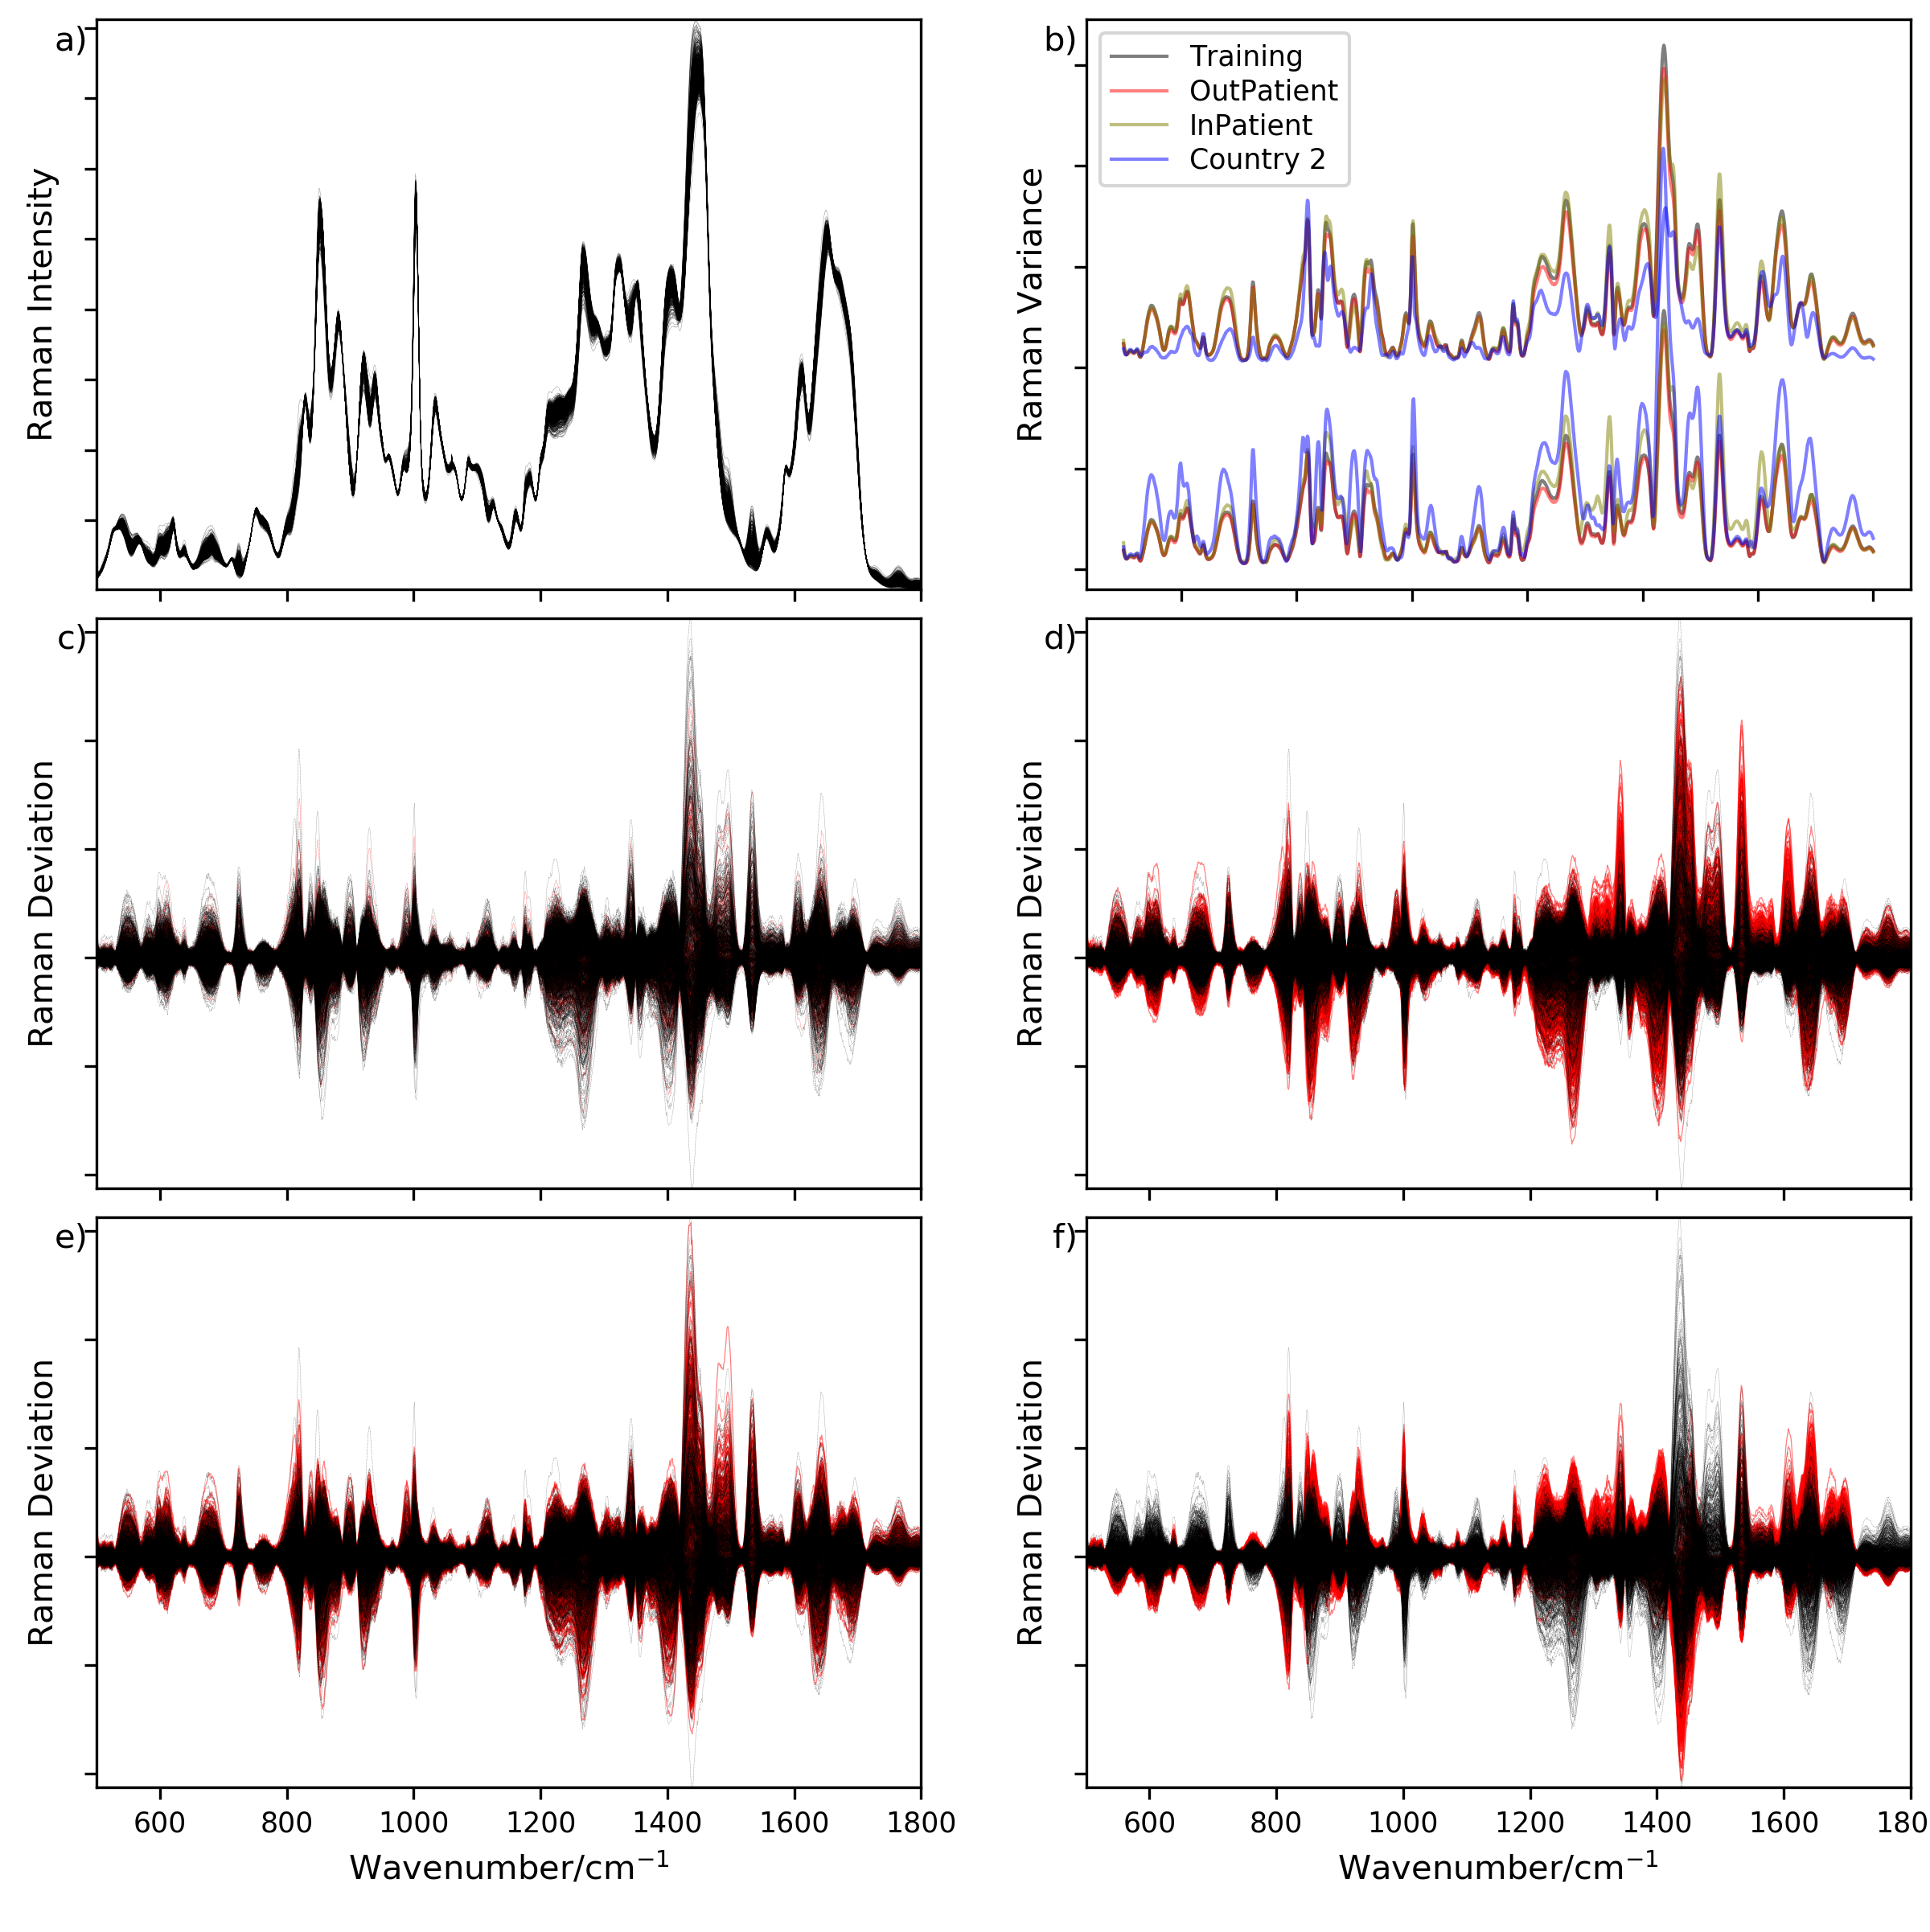 a)
Raman Intensity
b)
Training
OutPatient
InPatient
Country 2
Raman Variance
c)
Raman Deviation
d)
Raman Deviation
e)
Raman Deviation
600 800 1000 1200 1400 1600 1800
Wavenumber/cm⁻¹
f)
Raman Deviation
600 800 1000 1200 1400 1600 180
Wavenumber/cm⁻¹